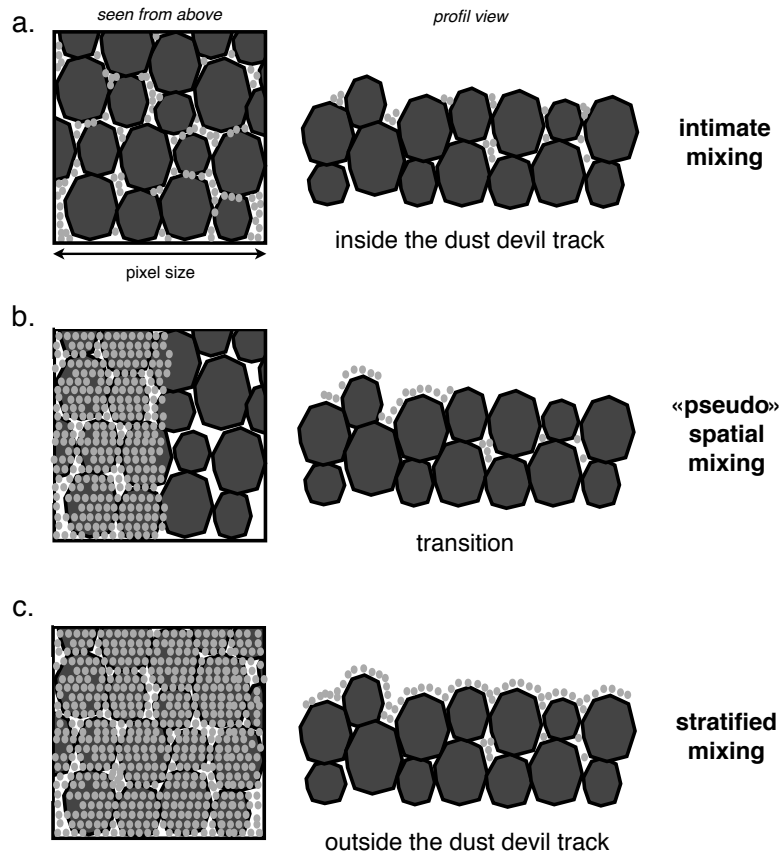 seen from above
profil view
a.
intimate
mixing
inside the dust devil track
pixel size
b.
«pseudo»
spatial
mixing
transition
c.
stratified
mixing
outside the dust devil track